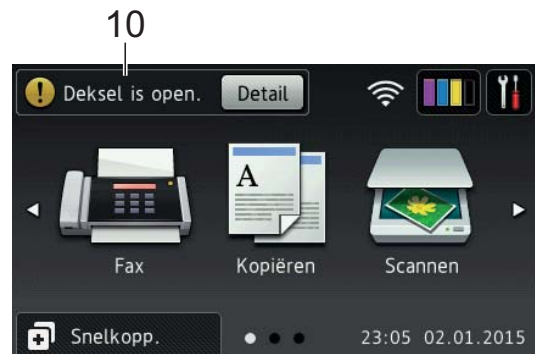 10
Deksel is open. Detail
A
Fax Kopiëren Scannen
Snelkopp. 23:05 02.01.2015